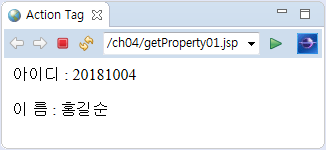 Action Tag
/ch04/getProperty01.jsp
아이디 : 20181004
이 름 : 홍길순